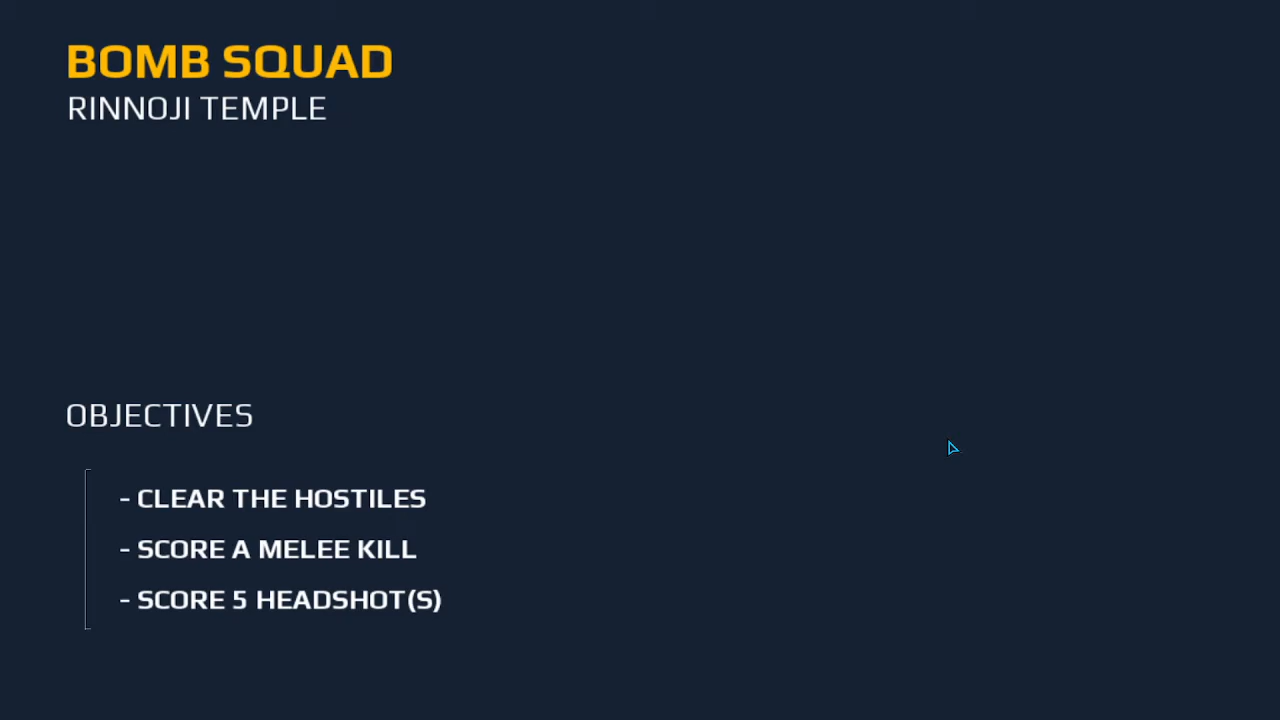 BOMB SQUAD
RINNOJI TEMPLE
OBJECTIVES
- CLEAR THE HOSTILES
- SCORE A MELEE KILL
- SCORE 5 HEADSHOT(S)